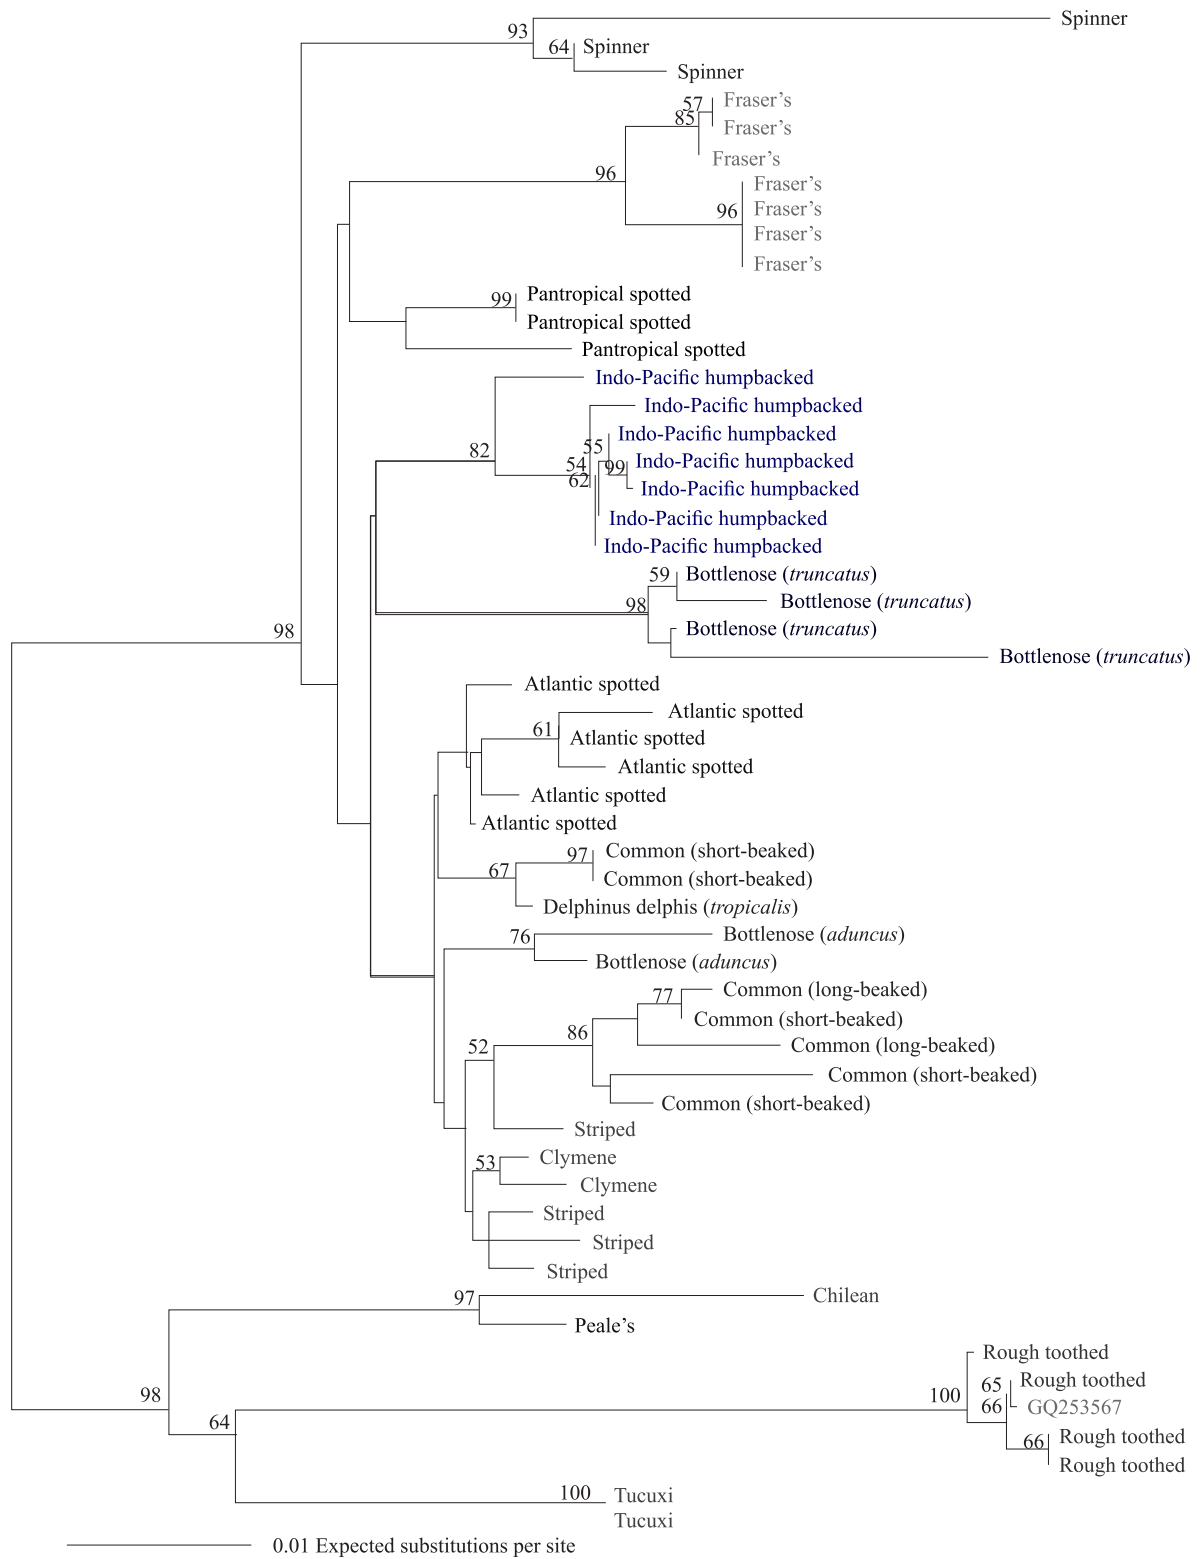 Spinner
93
64 Spinner
Spinner
57 Fraser’s
85
Fraser’s
Fraser’s
96
Fraser’s
96 Fraser’s
Fraser’s
Fraser’s
99 Pantropical spotted
Pantropical spotted
Pantropical spotted
Indo-Pacific humpbacked
Indo-Pacific humpbacked
Indo-Pacific humpbacked
55
82
54 99 Indo-Pacific humpbacked
62
Indo-Pacific humpbacked
Indo-Pacific humpbacked
Indo-Pacific humpbacked
59 Bottlenose (truncatus)
Bottlenose (truncatus)
98
Bottlenose (truncatus)
98
Bottlenose (truncatus)
Atlantic spotted
Atlantic spotted
61 Atlantic spotted
Atlantic spotted
Atlantic spotted
Atlantic spotted
97 Common (short-beaked)
67
Common (short-beaked)
Delphinus delphis (tropicalis)
76 Bottlenose (aduncus)
Bottlenose (aduncus)
77 Common (long-beaked)
Common (short-beaked)
86
52 Common (long-beaked)
Common (short-beaked)
Common (short-beaked)
Striped
53 Clymene
Clymene
Striped
Striped
Striped
97 Chilean
Peale’s
Rough toothed
65 Rough toothed
98 100
66 GQ253567
64
66 Rough toothed
Rough toothed
100 Tucuxi
Tucuxi
0.01 Expected substitutions per site